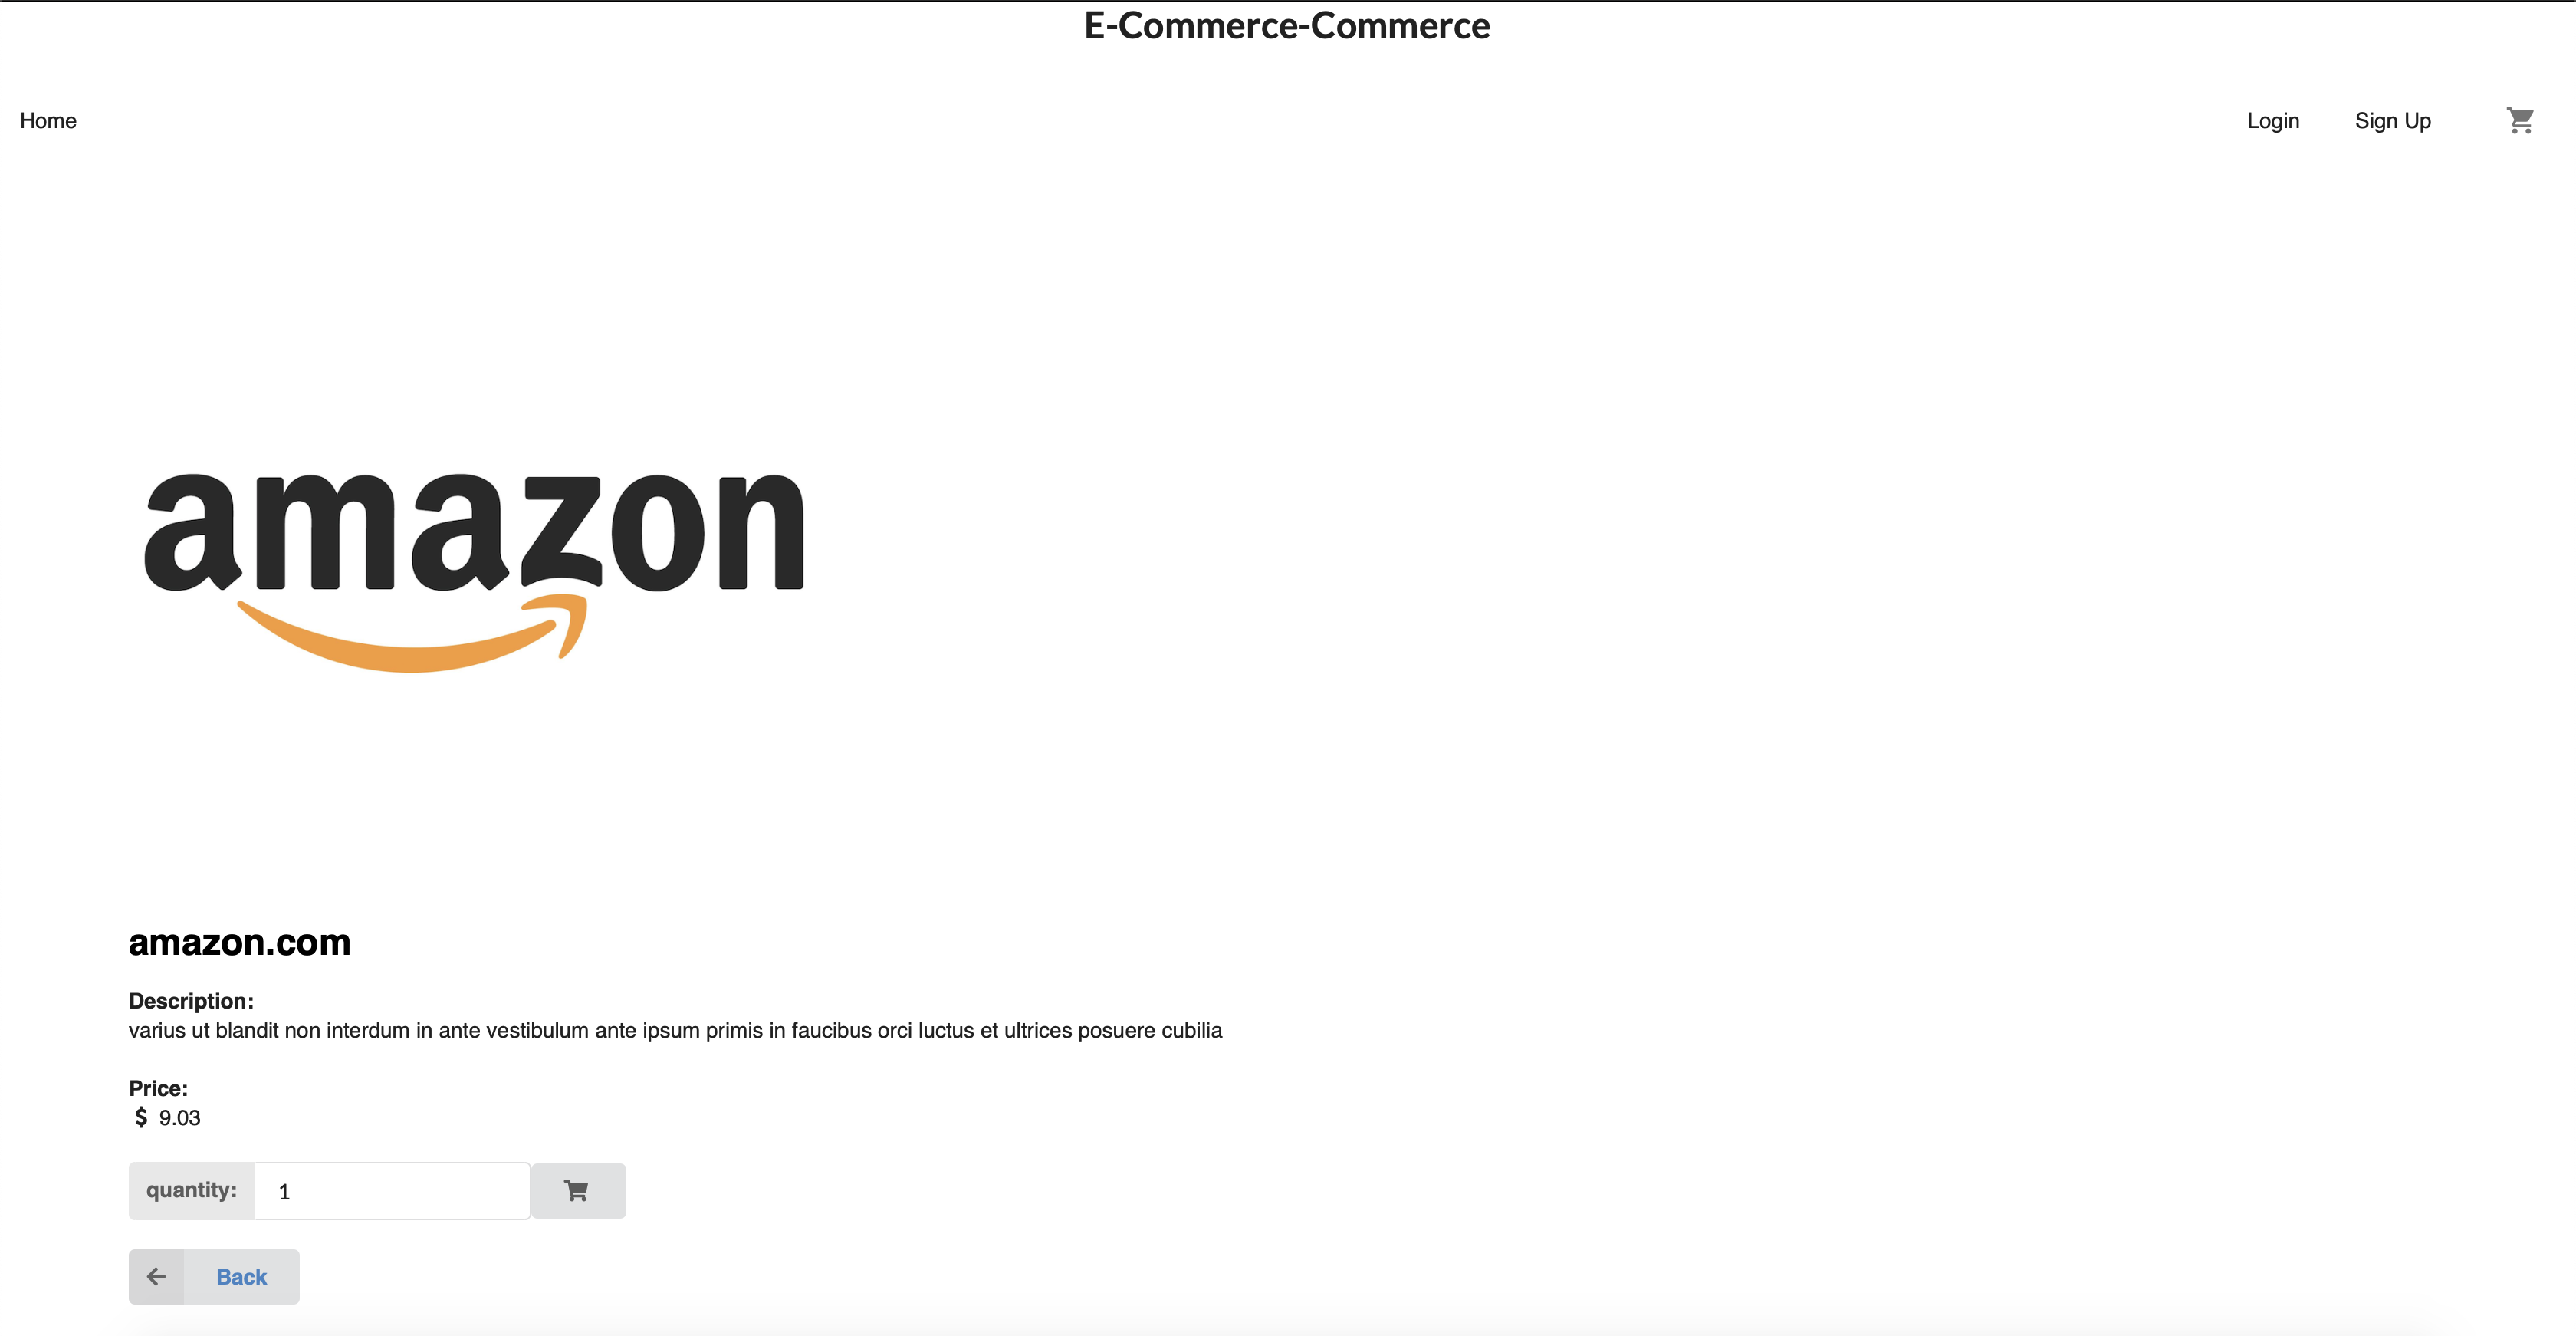 E-Commerce-Commerce
Home
Login
Sign Up
amazon
amazon.com
Description:
varius ut blandit non interdum in ante vestibulum ante ipsum primis in faucibus orci luctus et ultrices posuere cubilia
Price:
$ 9.03
quantity: 1
Back